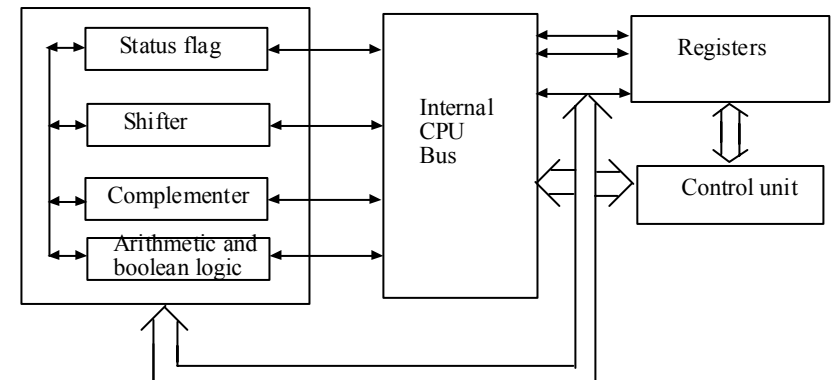 Status flag
Shifter
Complementer
Arithmetic and
boolean logic
Internal
CPU
Bus
Registers
Control unit